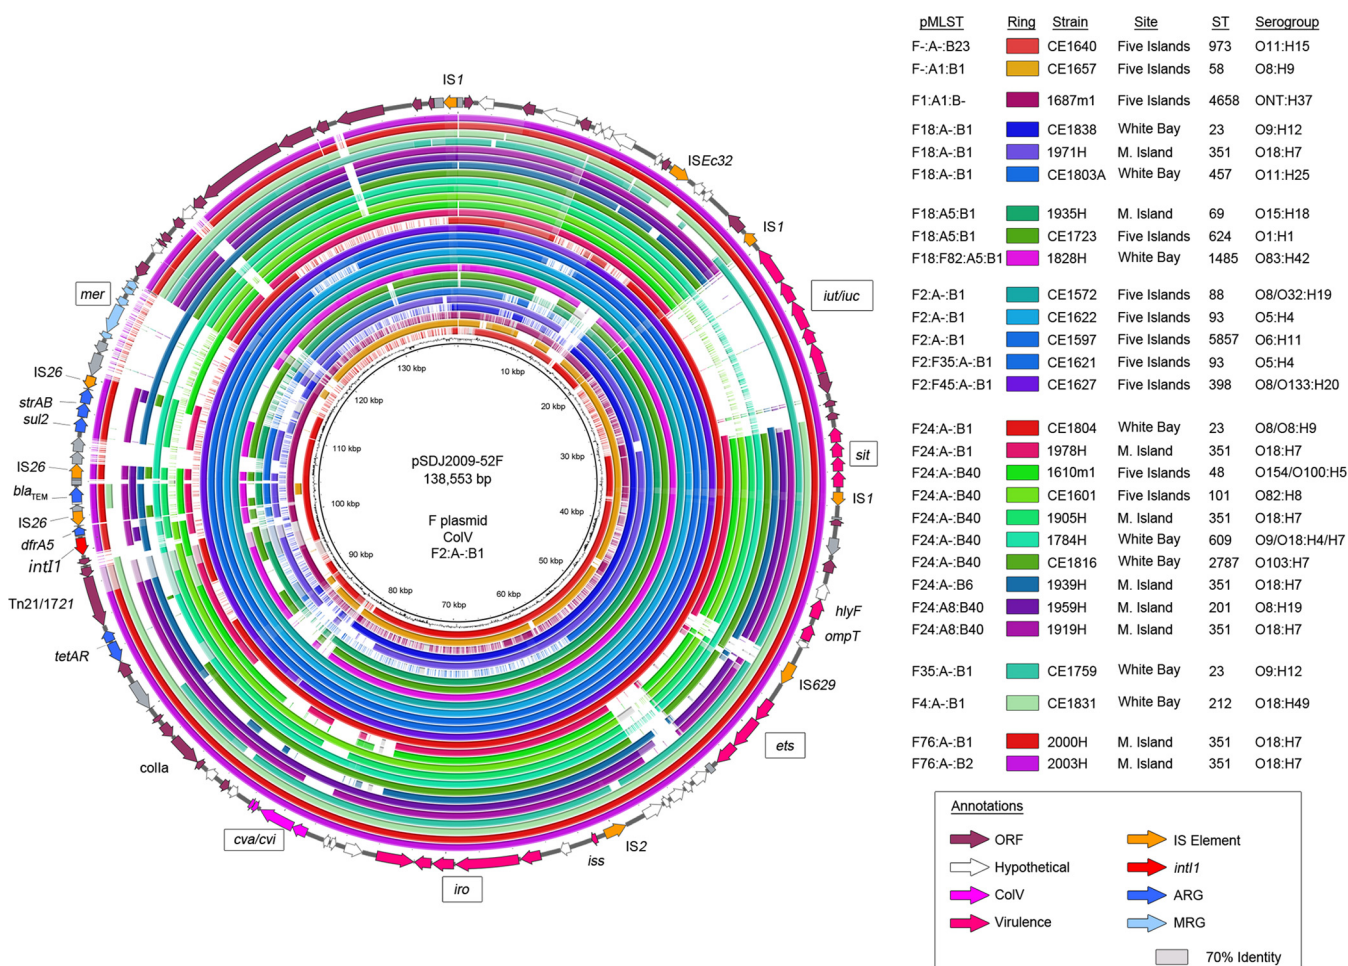 IS1
ISEc32
IS1
iut/iuc
sit
IS1
hlyF
ompT
IS629
ets
IS2
iss
iro
cva/cvi
colIa
tetAR
Tn21/1721
intI1
dfrA5
IS26
blaTEM
IS26
sul2
strAB
IS26
mer
130 kbp
10 kbp
120 kbp
20 kbp
110 kbp
30 kbp
100 kbp
40 kbp
90 kbp
50 kbp
80 kbp
60 kbp
70 kbp
pSDJ2009-52F
138,553 bp
F plasmid
ColV
F2:A-:B1
pMLST Ring Strain Site ST Serogroup
F-:A-:B23 CE1640 Five Islands 973 O11:H15
F-:A1:B1 CE1657 Five Islands 58 O8:H9
F1:A1:B- 1687m1 Five Islands 4658 ONT:H37
F18:A-:B1 CE1838 White Bay 23 O9:H12
F18:A-:B1 1971H M. Island 351 O18:H7
F18:A-:B1 CE1803A White Bay 457 O11:H25
F18:A5:B1 1935H M. Island 69 O15:H18
F18:A5:B1 CE1723 Five Islands 624 O1:H1
F18:F82:A5:B1 1828H White Bay 1485 O83:H42
F2:A-:B1 CE1572 Five Islands 88 O8/O32:H19
F2:A-:B1 CE1622 Five Islands 93 O5:H4
F2:A-:B1 CE1597 Five Islands 5857 O6:H11
F2:F35:A-:B1 CE1621 Five Islands 93 O5:H4
F2:F45:A-:B1 CE1627 Five Islands 398 O8/O133:H20
F24:A-:B1 CE1804 White Bay 23 O8/O8:H9
F24:A-:B1 1978H M. Island 351 O18:H7
F24:A-:B40 1610m1 Five Islands 48 O154/O100:H5
F24:A-:B40 CE1601 Five Islands 101 O82:H8
F24:A-:B40 1905H M. Island 351 O18:H7
F24:A-:B40 1784H White Bay 609 O9/O18:H4/H7
F24:A-:B40 CE1816 White Bay 2787 O103:H7
F24:A-:B6 1939H M. Island 351 O18:H7
F24:A8:B40 1959H M. Island 201 O8:H19
F24:A8:B40 1919H M. Island 351 O18:H7
F35:A-:B1 CE1759 White Bay 23 O9:H12
F4:A-:B1 CE1831 White Bay 212 O18:H49
F76:A-:B1 2000H M. Island 351 O18:H7
F76:A-:B2 2003H M. Island 351 O18:H7
Annotations
ORF IS Element
Hypothetical intI1
ColV ARG
Virulence MRG
70% Identity